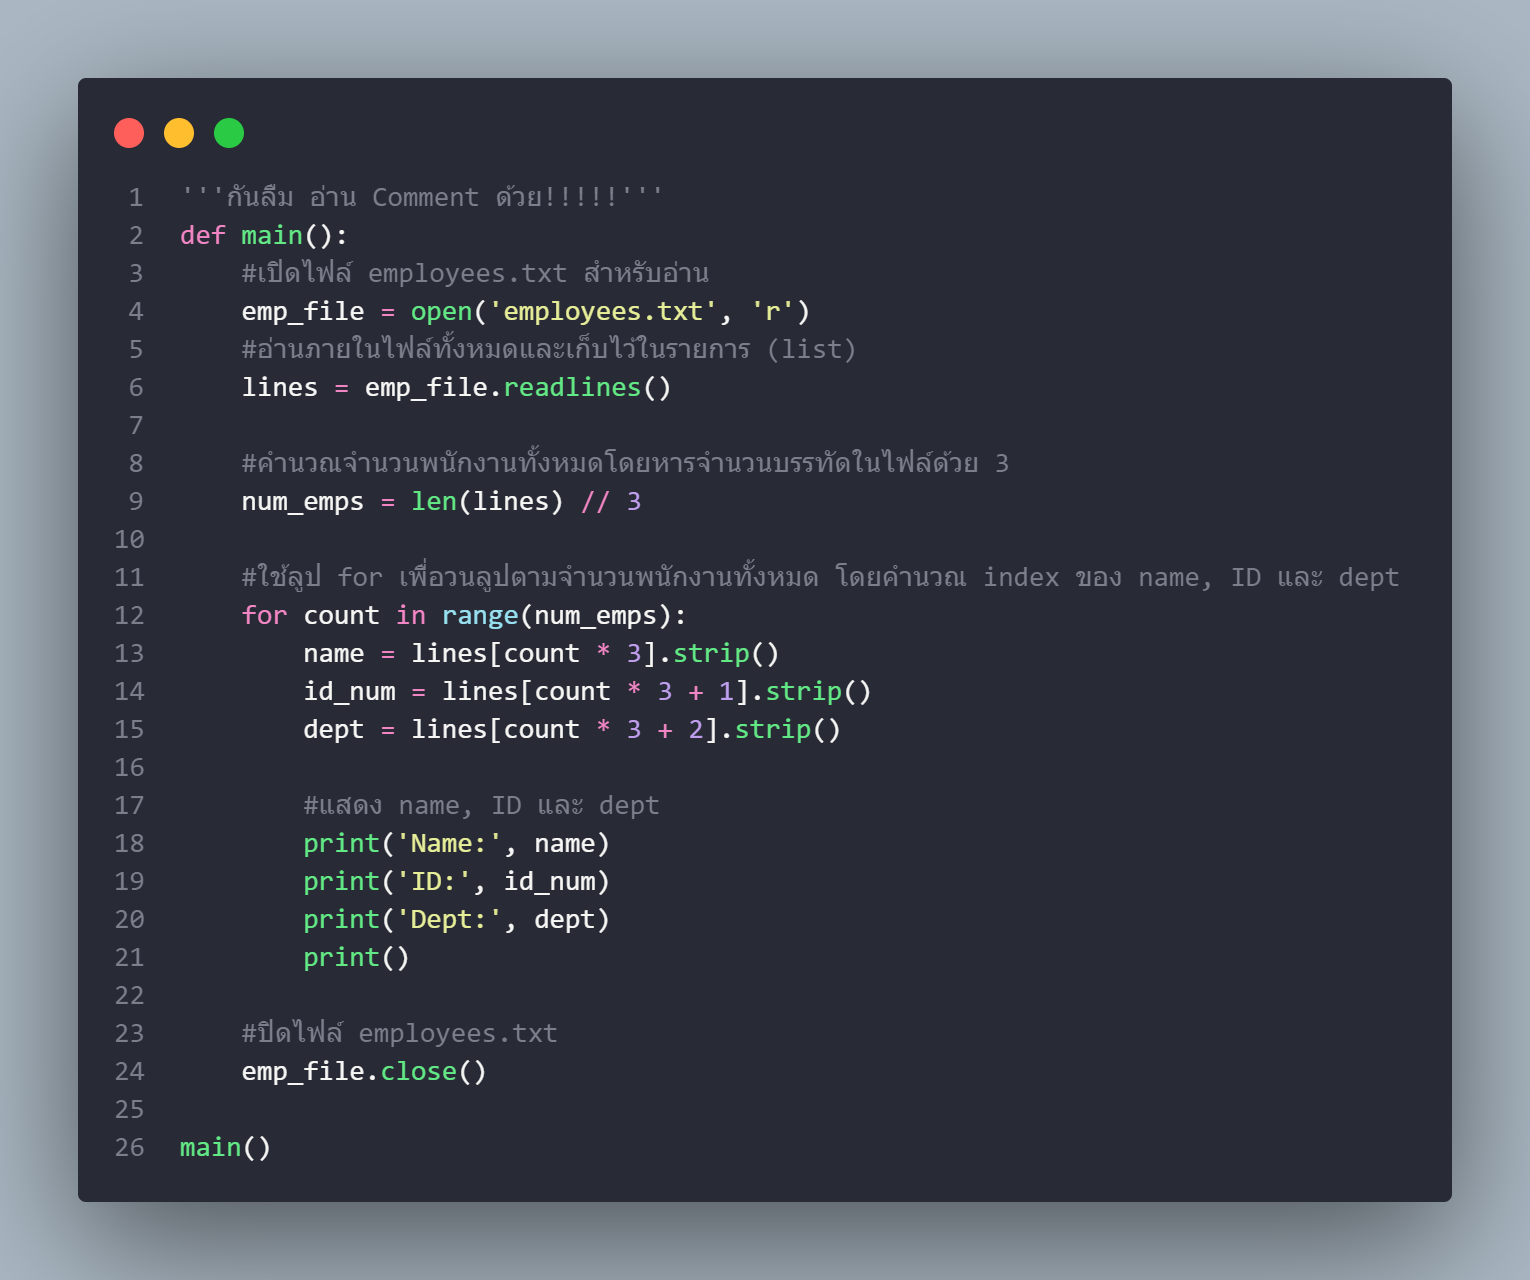 1 '''กันลืม อ่าน Comment ด้วย!!!!!'''
2 def main():
3     #เปิดไฟล์ employees.txt สำหรับอ่าน
4     emp_file = open('employees.txt', 'r')
5     #อ่านภายในไฟล์ทั้งหมดและเก็บไว้ในรายการ (list)
6     lines = emp_file.readlines()
7
8     #คำนวณจำนวนพนักงานทั้งหมดโดยหารจำนวนบรรทัดในไฟล์ด้วย 3
9     num_emps = len(lines) // 3
10
11     #ใช้ลูป for เพื่อวนลูปตามจำนวนพนักงานทั้งหมด โดยคำนวณ index ของ name, ID และ dept
12     for count in range(num_emps):
13         name = lines[count * 3].strip()
14         id_num = lines[count * 3 + 1].strip()
15         dept = lines[count * 3 + 2].strip()
16
17         #แสดง name, ID และ dept
18         print('Name:', name)
19         print('ID:', id_num)
20         print('Dept:', dept)
21         print()
22
23     #ปิดไฟล์ employees.txt
24     emp_file.close()
25
26 main()